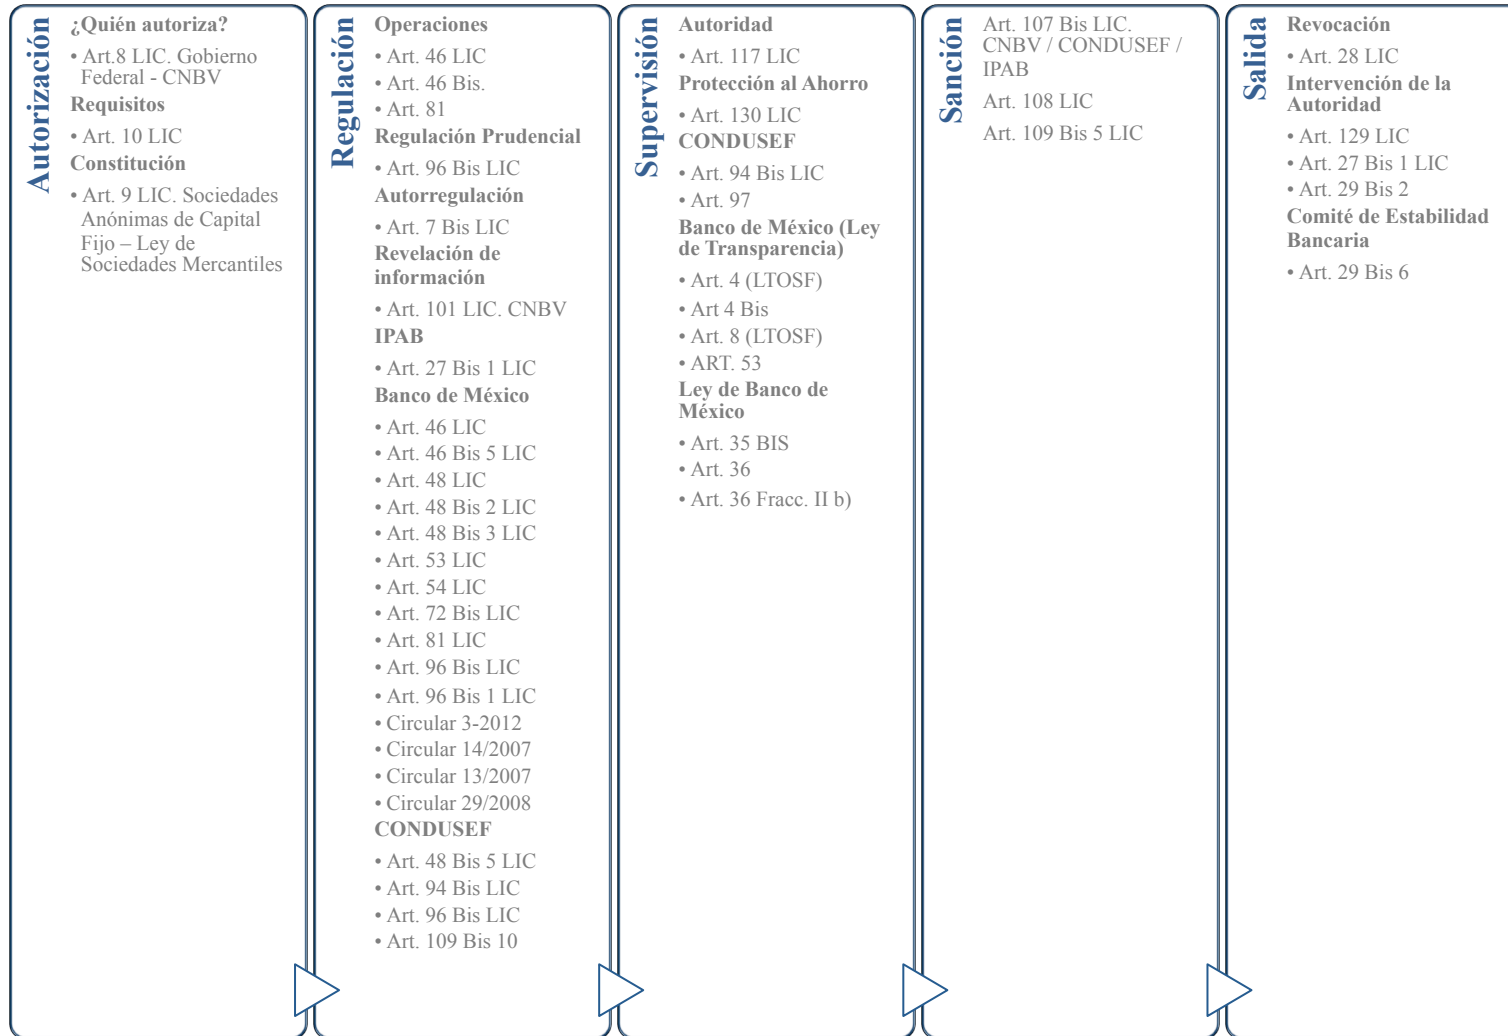 Autorización
¿Quién autoriza?
• Art.8 LIC. Gobierno
Federal - CNBV
Requisitos
• Art. 10 LIC
Constitución
• Art. 9 LIC. Sociedades
Anónimas de Capital
Fijo – Ley de
Sociedades Mercantiles
Regulación
Operaciones
• Art. 46 LIC
• Art. 46 Bis.
• Art. 81
Regulación Prudencial
• Art. 96 Bis LIC
Autorregulación
• Art. 7 Bis LIC
Revelación de
información
• Art. 101 LIC. CNBV
IPAB
• Art. 27 Bis 1 LIC
Banco de México
• Art. 46 LIC
• Art. 46 Bis 5 LIC
• Art. 48 LIC
• Art. 48 Bis 2 LIC
• Art. 48 Bis 3 LIC
• Art. 53 LIC
• Art. 54 LIC
• Art. 72 Bis LIC
• Art. 81 LIC
• Art. 96 Bis LIC
• Art. 96 Bis 1 LIC
• Circular 3-2012
• Circular 14/2007
• Circular 13/2007
• Circular 29/2008
CONDUSEF
• Art. 48 Bis 5 LIC
• Art. 94 Bis LIC
• Art. 96 Bis LIC
• Art. 109 Bis 10
Supervisión
Autoridad
• Art. 117 LIC
Protección al Ahorro
• Art. 130 LIC
CONDUSEF
• Art. 94 Bis LIC
• Art. 97
Banco de México (Ley
de Transparencia)
• Art. 4 (LTOSF)
• Art 4 Bis
• Art. 8 (LTOSF)
• ART. 53
Ley de Banco de
México
• Art. 35 BIS
• Art. 36
• Art. 36 Fracc. II b)
Sanción
Art. 107 Bis LIC.
CNBV / CONDUSEF /
IPAB
Art. 108 LIC
Art. 109 Bis 5 LIC
Salida
Revocación
• Art. 28 LIC
Intervención de la
Autoridad
• Art. 129 LIC
• Art. 27 Bis 1 LIC
• Art. 29 Bis 2
Comité de Estabilidad
Bancaria
• Art. 29 Bis 6